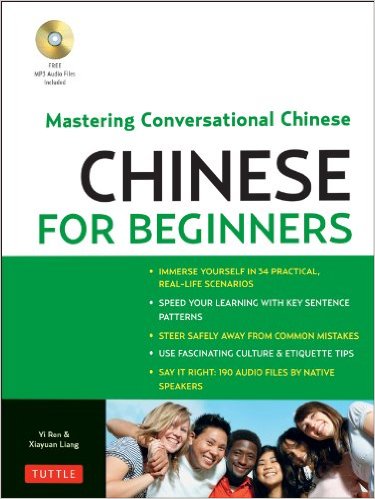 FREE
MP3 Audio Files
Included
Mastering Conversational Chinese
CHINESE
FOR BEGINNERS
• IMMERSE YOURSELF IN 34 PRACTICAL,
REAL-LIFE SCENARIOS
• SPEED YOUR LEARNING WITH KEY SENTENCE
PATTERNS
• STEER SAFELY AWAY FROM COMMON MISTAKES
• USE FASCINATING CULTURE & ETIQUETTE TIPS
• SAY IT RIGHT: 190 AUDIO FILES BY NATIVE
SPEAKERS
Yi Ren &
Xiayuan Liang
TUTTLE